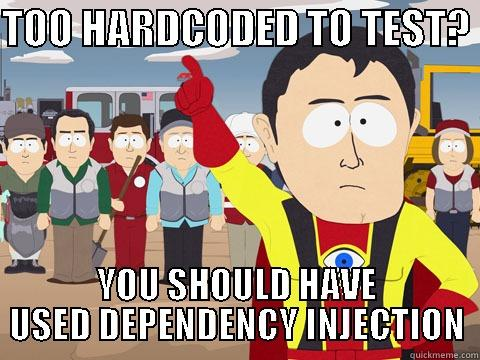 TOO HARDCODED TO TEST?
YOU SHOULD HAVE
USED DEPENDENCY INJECTION
quickmeme.com